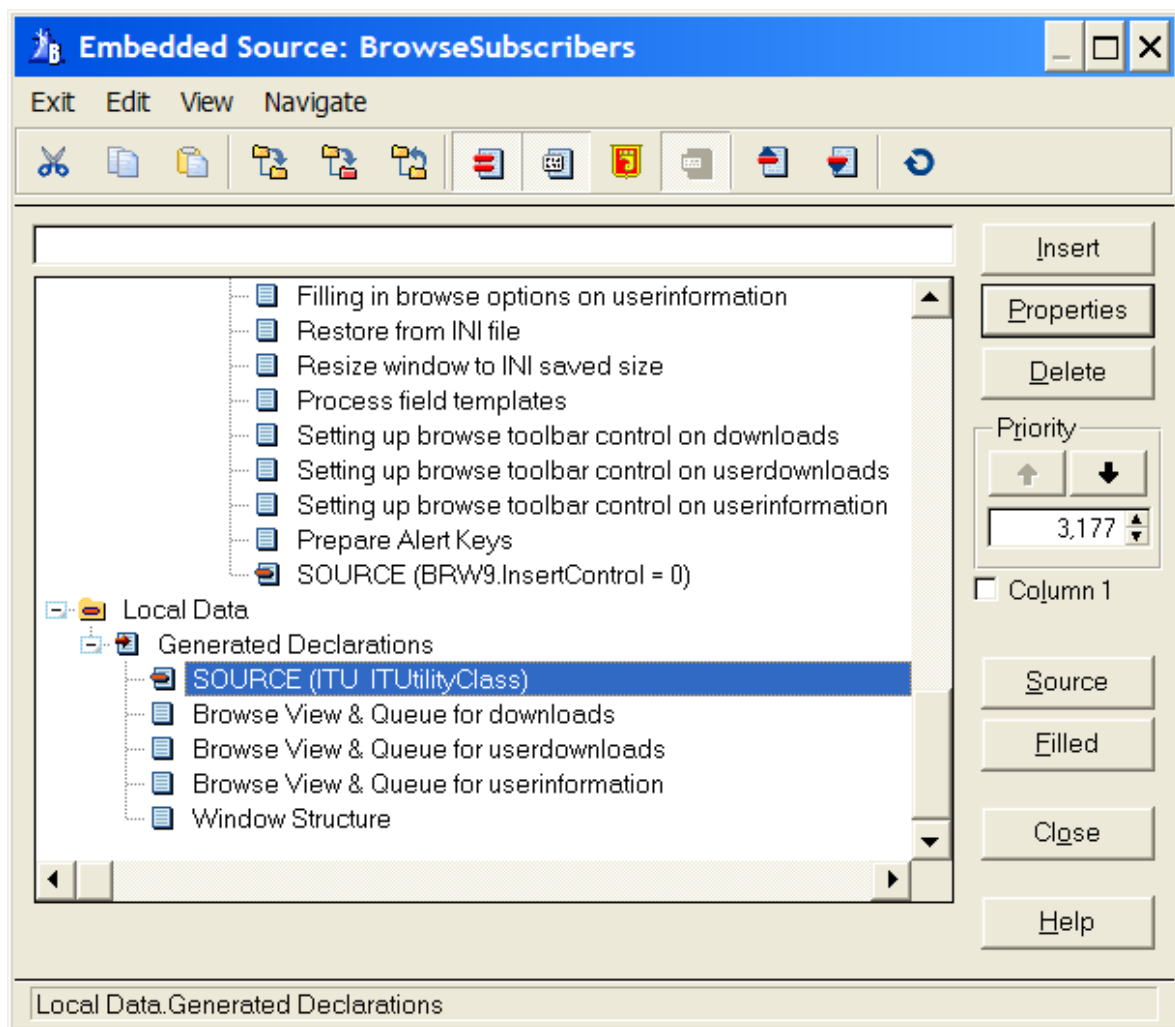 Embedded Source: BrowseSubscribers
Exit Edit View Navigate
Insert
Filling in browse options on userinformation
Properties
Restore from INI file
Resize window to INI saved size
Delete
Process field templates
Priority
Setting up browse toolbar control on downloads
Setting up browse toolbar control on userdownloads
Setting up browse toolbar control on userinformation
3,177
Prepare Alert Keys
SOURCE (BRW9.InsertControl = 0)
Column 1
Local Data
Generated Declarations
SOURCE (ITU ITUtilityClass)
Source
Browse View & Queue for downloads
Browse View & Queue for userdownloads
Filled
Browse View & Queue for userinformation
Window Structure
Close
Help
Local Data.Generated Declarations